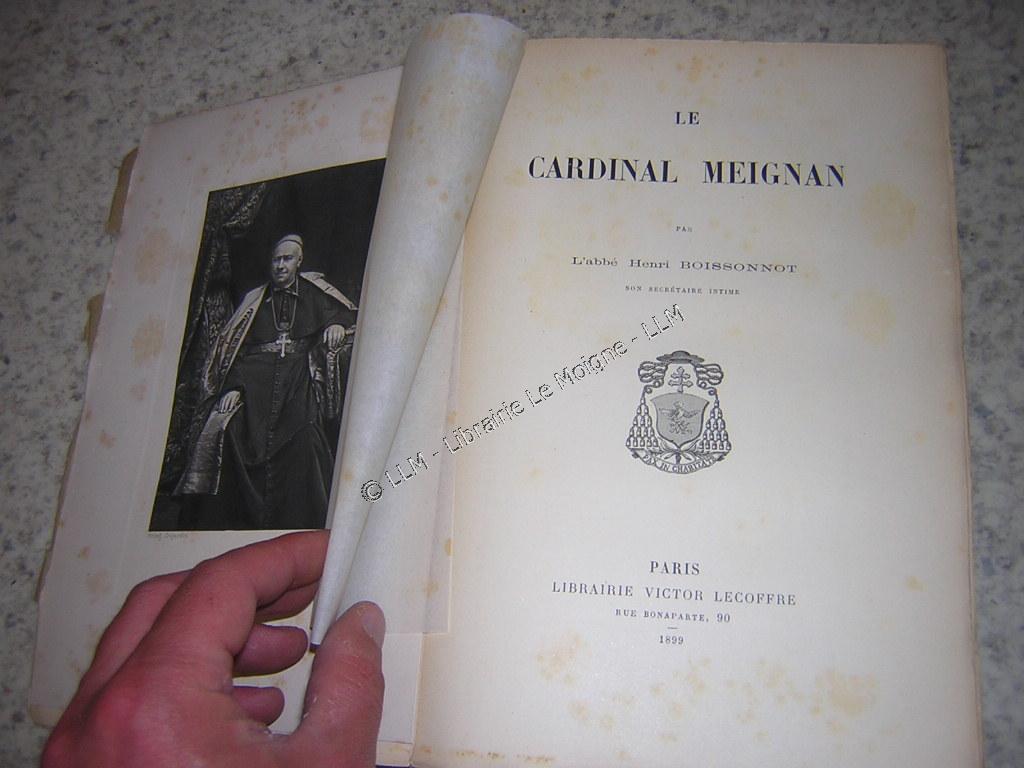 LE
CARDINAL MEIGNAN
PAR
L'abbé Henri BOISSONNOT
SON SECRÉTAIRE INTIME
© LLM - Librairie Le Moigne - LLM
PAX IN CHARITATE
PARIS
LIBRAIRIE VICTOR LECOFFRE
RUE BONAPARTE, 90
1899